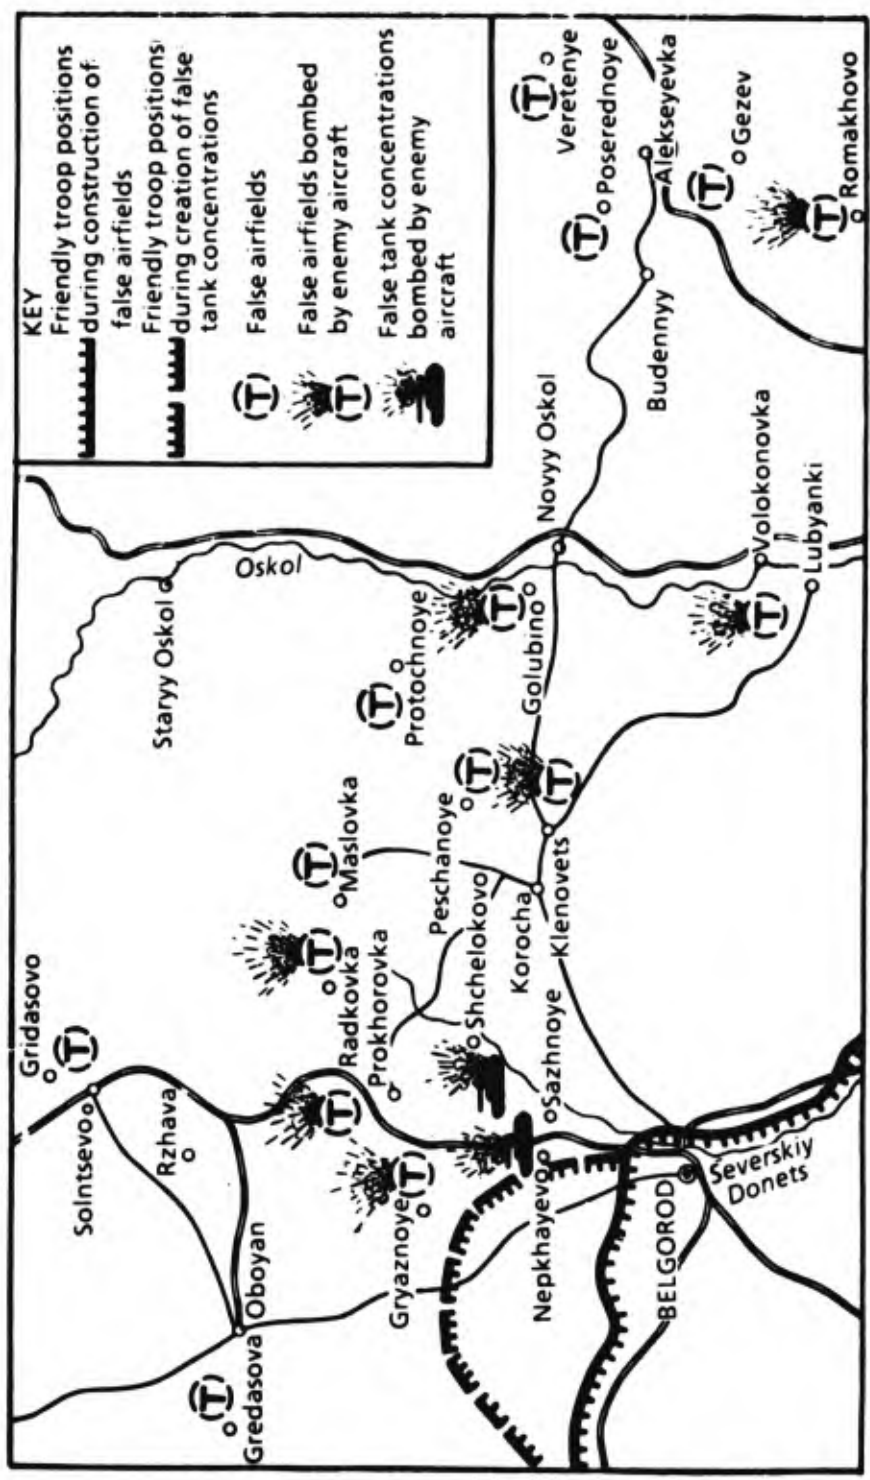 KEY
Friendly troop positions
during construction of
false airfields
Friendly troop positions
during creation of false
tank concentrations
(T) False airfields
False airfields bombed
(T) by enemy aircraft
False tank concentrations
bombed by enemy
aircraft
Gridasovo
(T)
Solntsevo
Rzhava
Oboyan
(T)
Gredasova
Staryy Oskol
Oskol
(T)
Maslovka
(T)
Radkovka
(T)
Prokhorovka
(T)
Gryaznoye
(T)
Protochnoye
(T)
Peschanoye
(T)
Shchelokovo
(T)
Golubino
Novyy Oskol
(T)
Veretenye
(T)
Poserednoye
Alekseyevka
Budennyy
(T)
Gezev
(T)
Romakhovo
Korocha
(T)
Klenovets
Sazhnoye
Nepkhayevo
(T)
Volokonovka
Lubyanki
BELGOROD
Severskiy
Donets